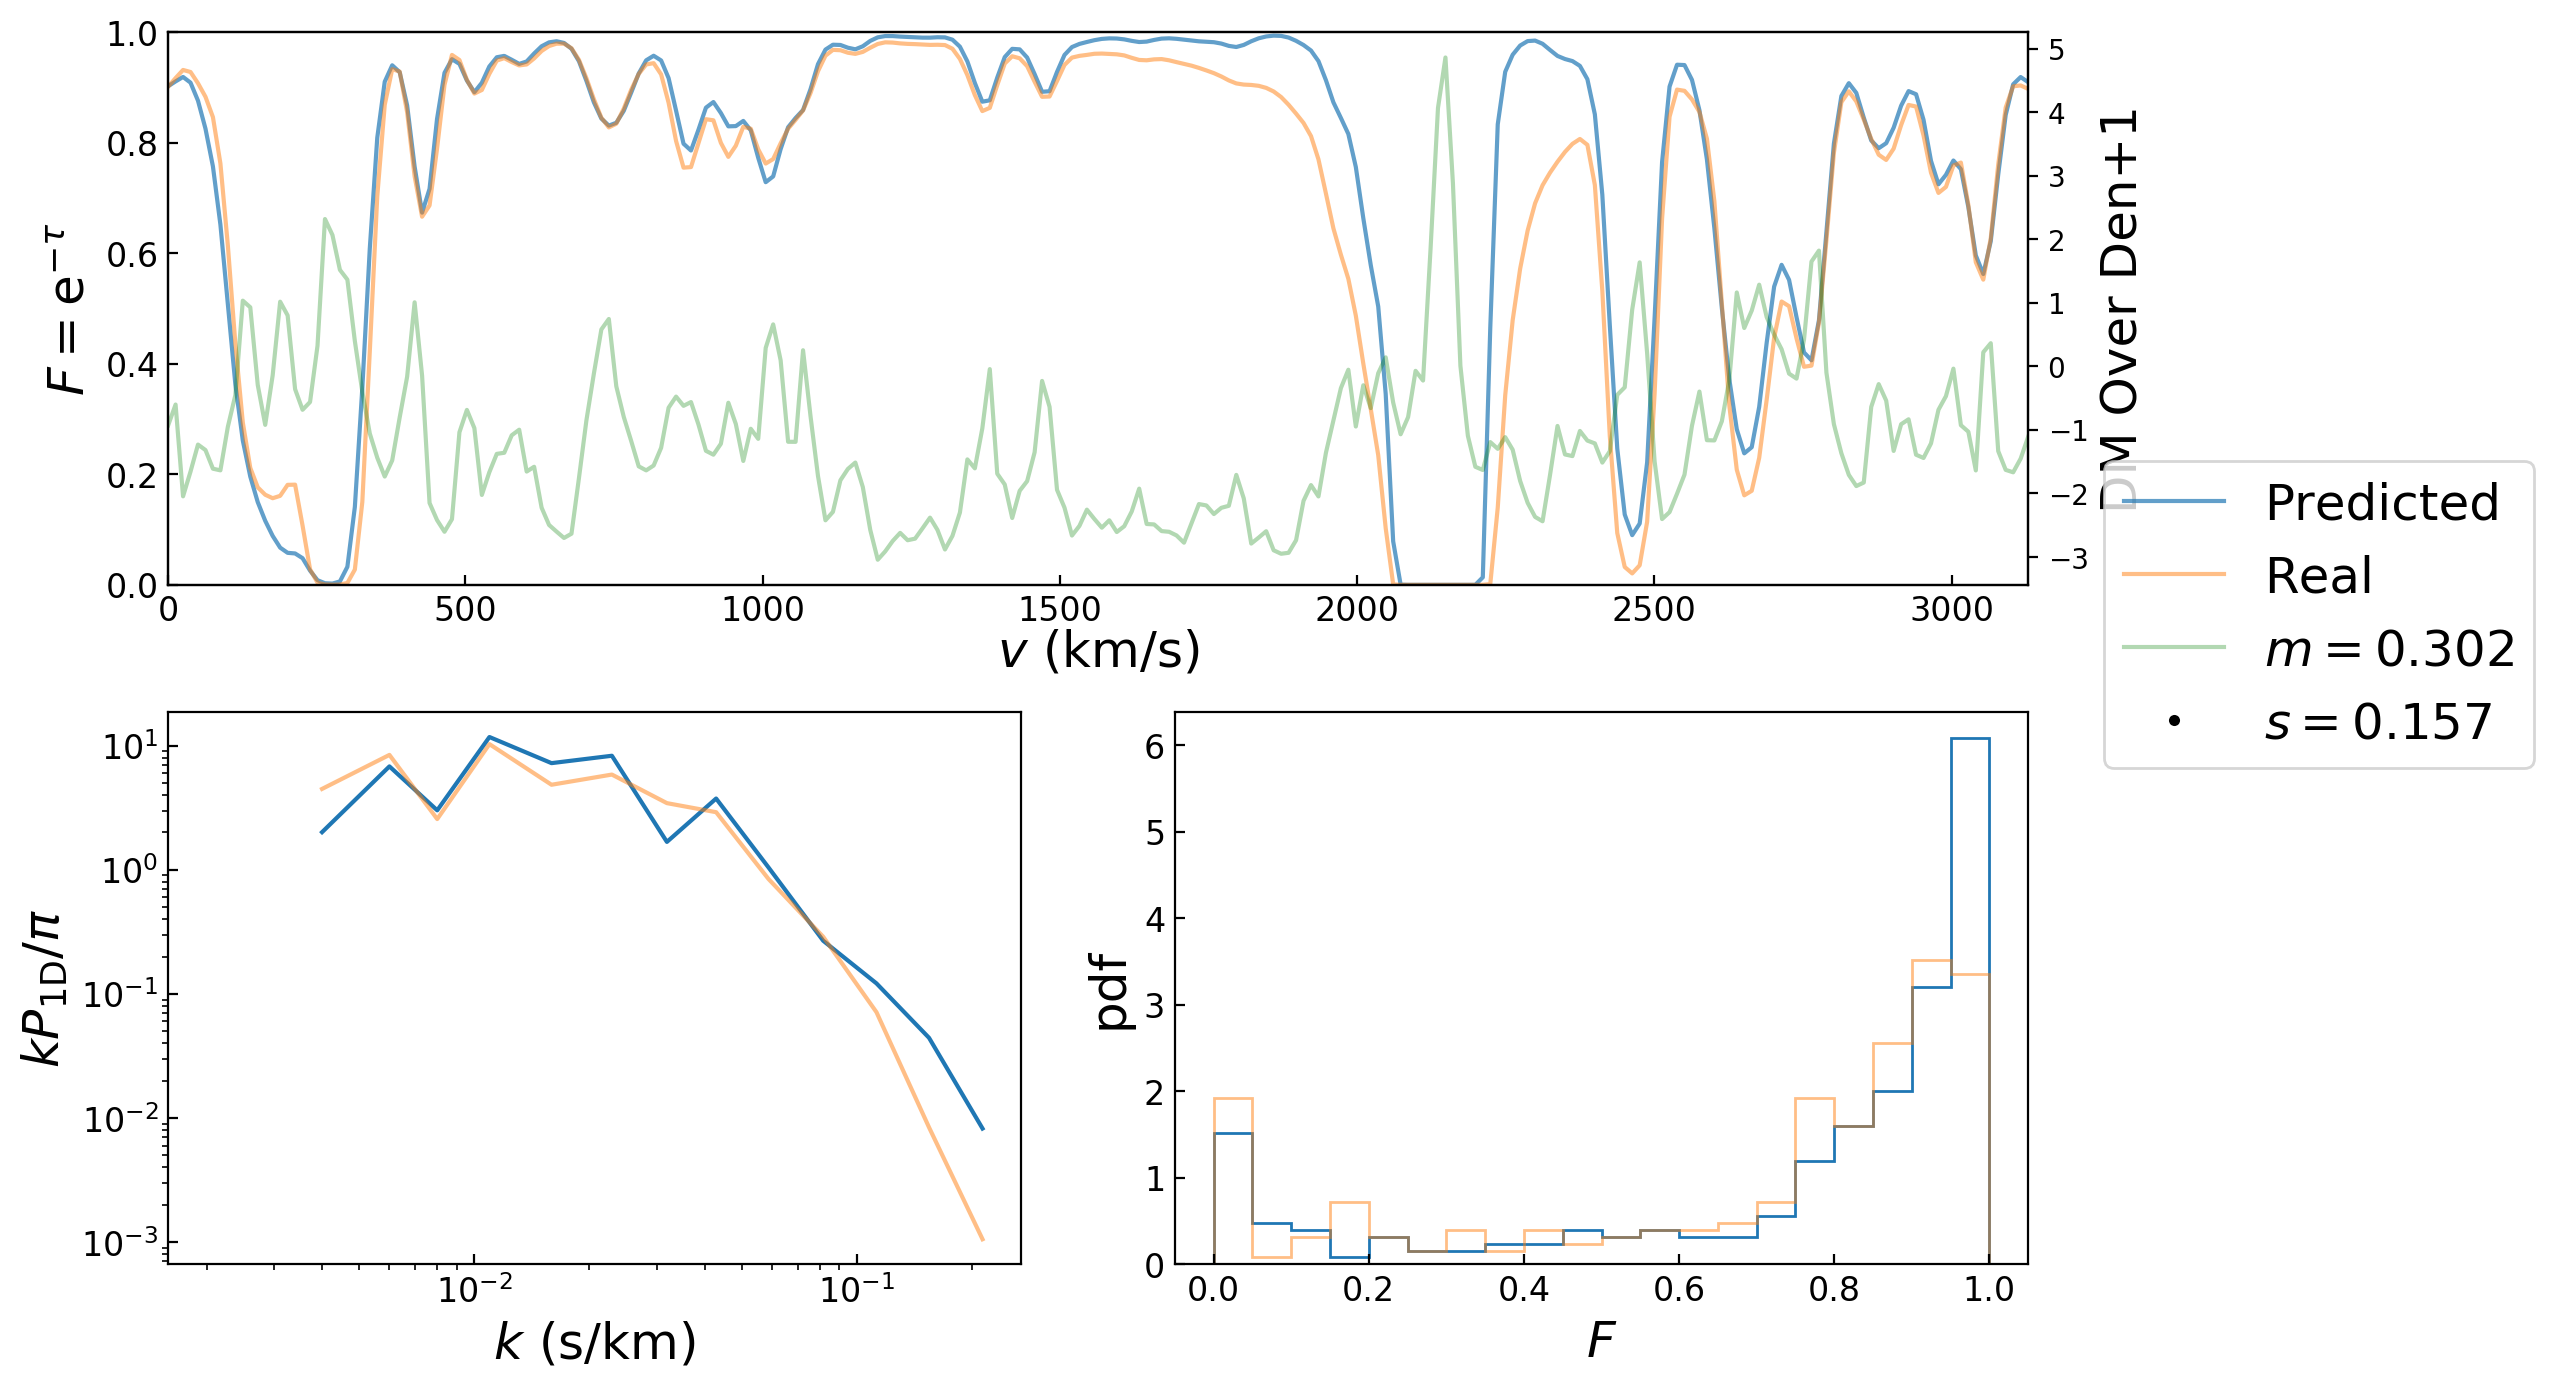 1.0
0.8
0.6
0.4
0.2
0.0
F = e^{−τ}
0 500 1000 1500 2000 2500 3000
v (km/s)
5
4
3
2
1
0
−1
−2
−3
DM Over Den+1
Predicted
Real
m = 0.302
s = 0.157
10^1
10^0
10^{−1}
10^{−2}
10^{−3}
kP_{1D}/π
10^{−2} 10^{−1}
k (s/km)
6
5
4
3
2
1
0
pdf
0.0 0.2 0.4 0.6 0.8 1.0
F